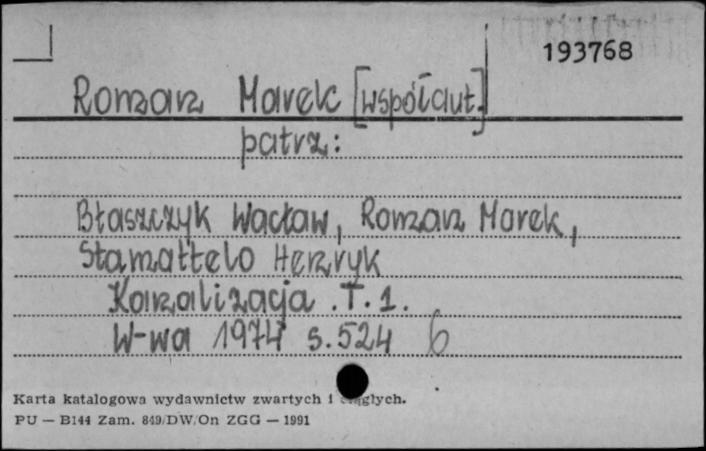 193768
Roman Marek [współaut.]
patrz:
Błaszczyk Wacław, Roman Marek,
Stamatello Henryk
Kanalizacja. T. 1.
W-wa 1974 s. 524 6
Karta katalogowa wydawnictw zwartych i ciągłych.
PU — B144 Zam. 849/DW/On ZGG — 1991